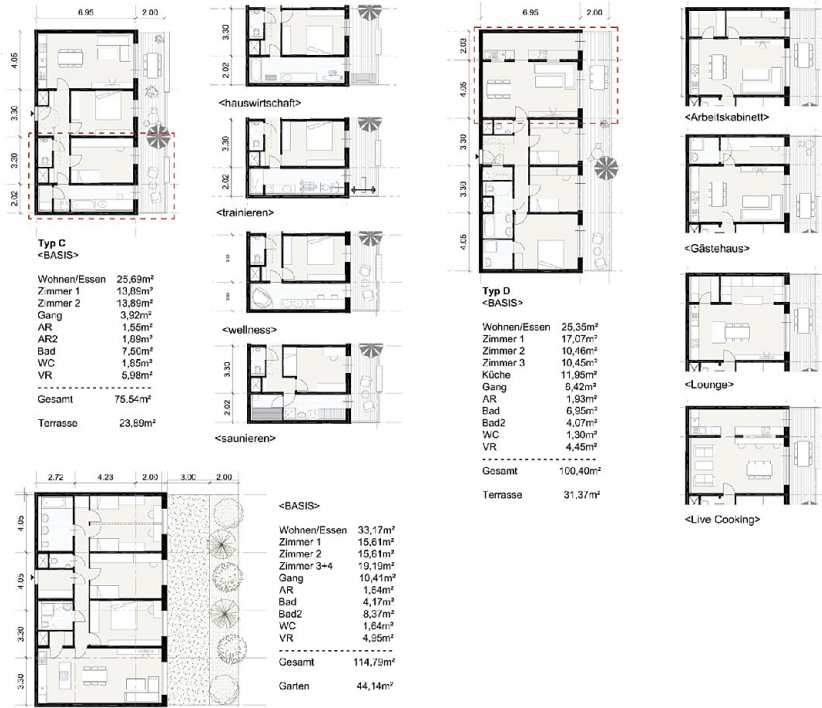 6.95 2.00
4.05
3.30
3.30
2.02
Typ C
<BASIS>
Wohnen/Essen 25,69m²
Zimmer 1 13,89m²
Zimmer 2 13,89m²
Gang 3,92m²
AR 1,55m²
AR2 1,89m²
Bad 7,50m²
WC 1,85m²
VR 5,98m²
Gesamt 75,54m²
Terrasse 23,89m²
3.30
2.02
<hauswirtschaft>
3.30
2.02
<trainieren>
<wellness>
3.30
2.02
<saunieren>
6.95 2.00
2.03
4.05
3.30
3.30
4.05
Typ D
<BASIS>
Wohnen/Essen 25,35m²
Zimmer 1 17,07m²
Zimmer 2 10,46m²
Zimmer 3 10,45m²
Küche 11,95m²
Gang 6,42m²
AR 1,93m²
Bad 6,95m²
Bad2 4,07m²
WC 1,30m²
VR 4,45m²
Gesamt 100,40m²
Terrasse 31,37m²
<Arbeitskabinett>
<Gästehaus>
<Lounge>
<Live Cooking>
2.72 4.23 2.00 3.00 2.00
4.05
4.05
3.30
3.30
<BASIS>
Wohnen/Essen 33,17m²
Zimmer 1 15,61m²
Zimmer 2 15,61m²
Zimmer 3+4 19,19m²
Gang 10,41m²
AR 1,64m²
Bad 4,17m²
Bad2 8,37m²
WC 1,64m²
VR 4,95m²
Gesamt 114,79m²
Garten 44,14m²